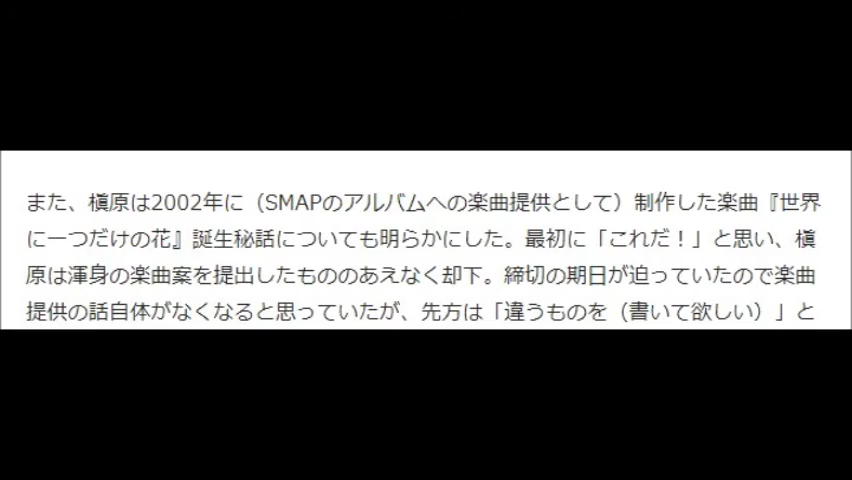 また、槇原は2002年に（SMAPのアルバムへの楽曲提供として）制作した楽曲『世界
に一つだけの花』誕生秘話についても明らかにした。最初に「これだ！」と思い、槇
原は渾身の楽曲案を提出したもののあえなく却下。締切の期日が迫っていたので楽曲
提供の話自体がなくなると思っていたが、先方は「違うものを（書いて欲しい）」と